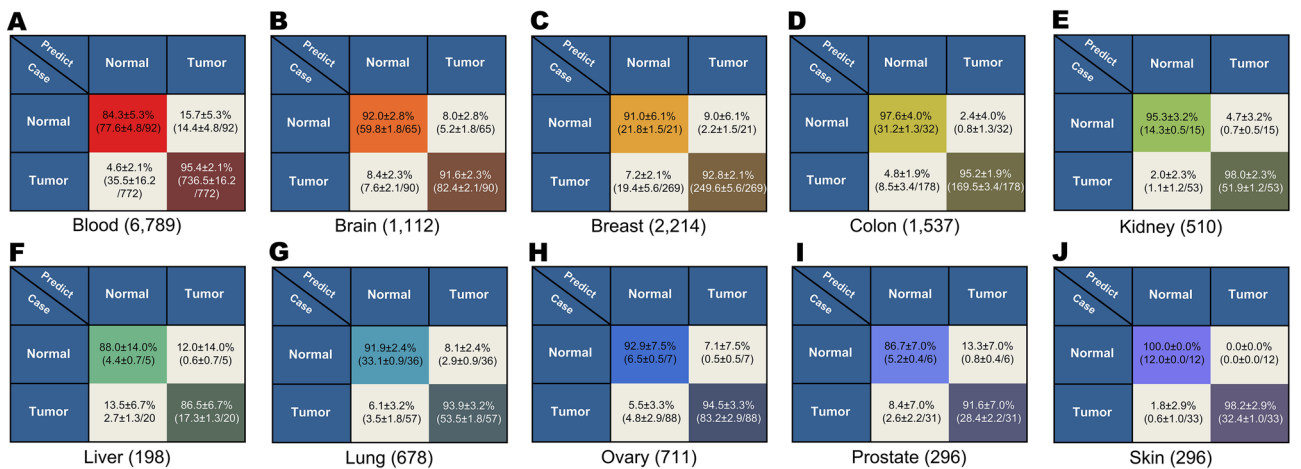 A
Predict
Case
Normal
Tumor
Normal
84.3±5.3%
(77.6±4.8/92)
15.7±5.3%
(14.4±4.8/92)
Tumor
4.6±2.1%
(35.5±16.2
/772)
95.4±2.1%
(736.5±16.2
/772)
Blood (6,789)
B
Predict
Case
Normal
Tumor
Normal
92.0±2.8%
(59.8±1.8/65)
8.0±2.8%
(5.2±1.8/65)
Tumor
8.4±2.3%
(7.6±2.1/90)
91.6±2.3%
(82.4±2.1/90)
Brain (1,112)
C
Predict
Case
Normal
Tumor
Normal
91.0±6.1%
(21.8±1.5/21)
9.0±6.1%
(2.2±1.5/21)
Tumor
7.2±2.1%
(19.4±5.6/269)
92.8±2.1%
(249.6±5.6/269)
Breast (2,214)
D
Predict
Case
Normal
Tumor
Normal
97.6±4.0%
(31.2±1.3/32)
2.4±4.0%
(0.8±1.3/32)
Tumor
4.8±1.9%
(8.5±3.4/178)
95.2±1.9%
(169.5±3.4/178)
Colon (1,537)
E
Predict
Case
Normal
Tumor
Normal
95.3±3.2%
(14.3±0.5/15)
4.7±3.2%
(0.7±0.5/15)
Tumor
2.0±2.3%
(1.1±1.2/53)
98.0±2.3%
(51.9±1.2/53)
Kidney (510)
F
Predict
Case
Normal
Tumor
Normal
88.0±14.0%
(4.4±0.7/5)
12.0±14.0%
(0.6±0.7/5)
Tumor
13.5±6.7%
2.7±1.3/20
86.5±6.7%
(17.3±1.3/20)
Liver (198)
G
Predict
Case
Normal
Tumor
Normal
91.9±2.4%
(33.1±0.9/36)
8.1±2.4%
(2.9±0.9/36)
Tumor
6.1±3.2%
(3.5±1.8/57)
93.9±3.2%
(53.5±1.8/57)
Lung (678)
H
Predict
Case
Normal
Tumor
Normal
92.9±7.5%
(6.5±0.5/7)
7.1±7.5%
(0.5±0.5/7)
Tumor
5.5±3.3%
(4.8±2.9/88)
94.5±3.3%
(83.2±2.9/88)
Ovary (711)
I
Predict
Case
Normal
Tumor
Normal
86.7±7.0%
(5.2±0.4/6)
13.3±7.0%
(0.8±0.4/6)
Tumor
8.4±7.0%
(2.6±2.2/31)
91.6±7.0%
(28.4±2.2/31)
Prostate (296)
J
Predict
Case
Normal
Tumor
Normal
100.0±0.0%
(12.0±0.0/12)
0.0±0.0%
(0.0±0.0/12)
Tumor
1.8±2.9%
(0.6±1.0/33)
98.2±2.9%
(32.4±1.0/33)
Skin (296)